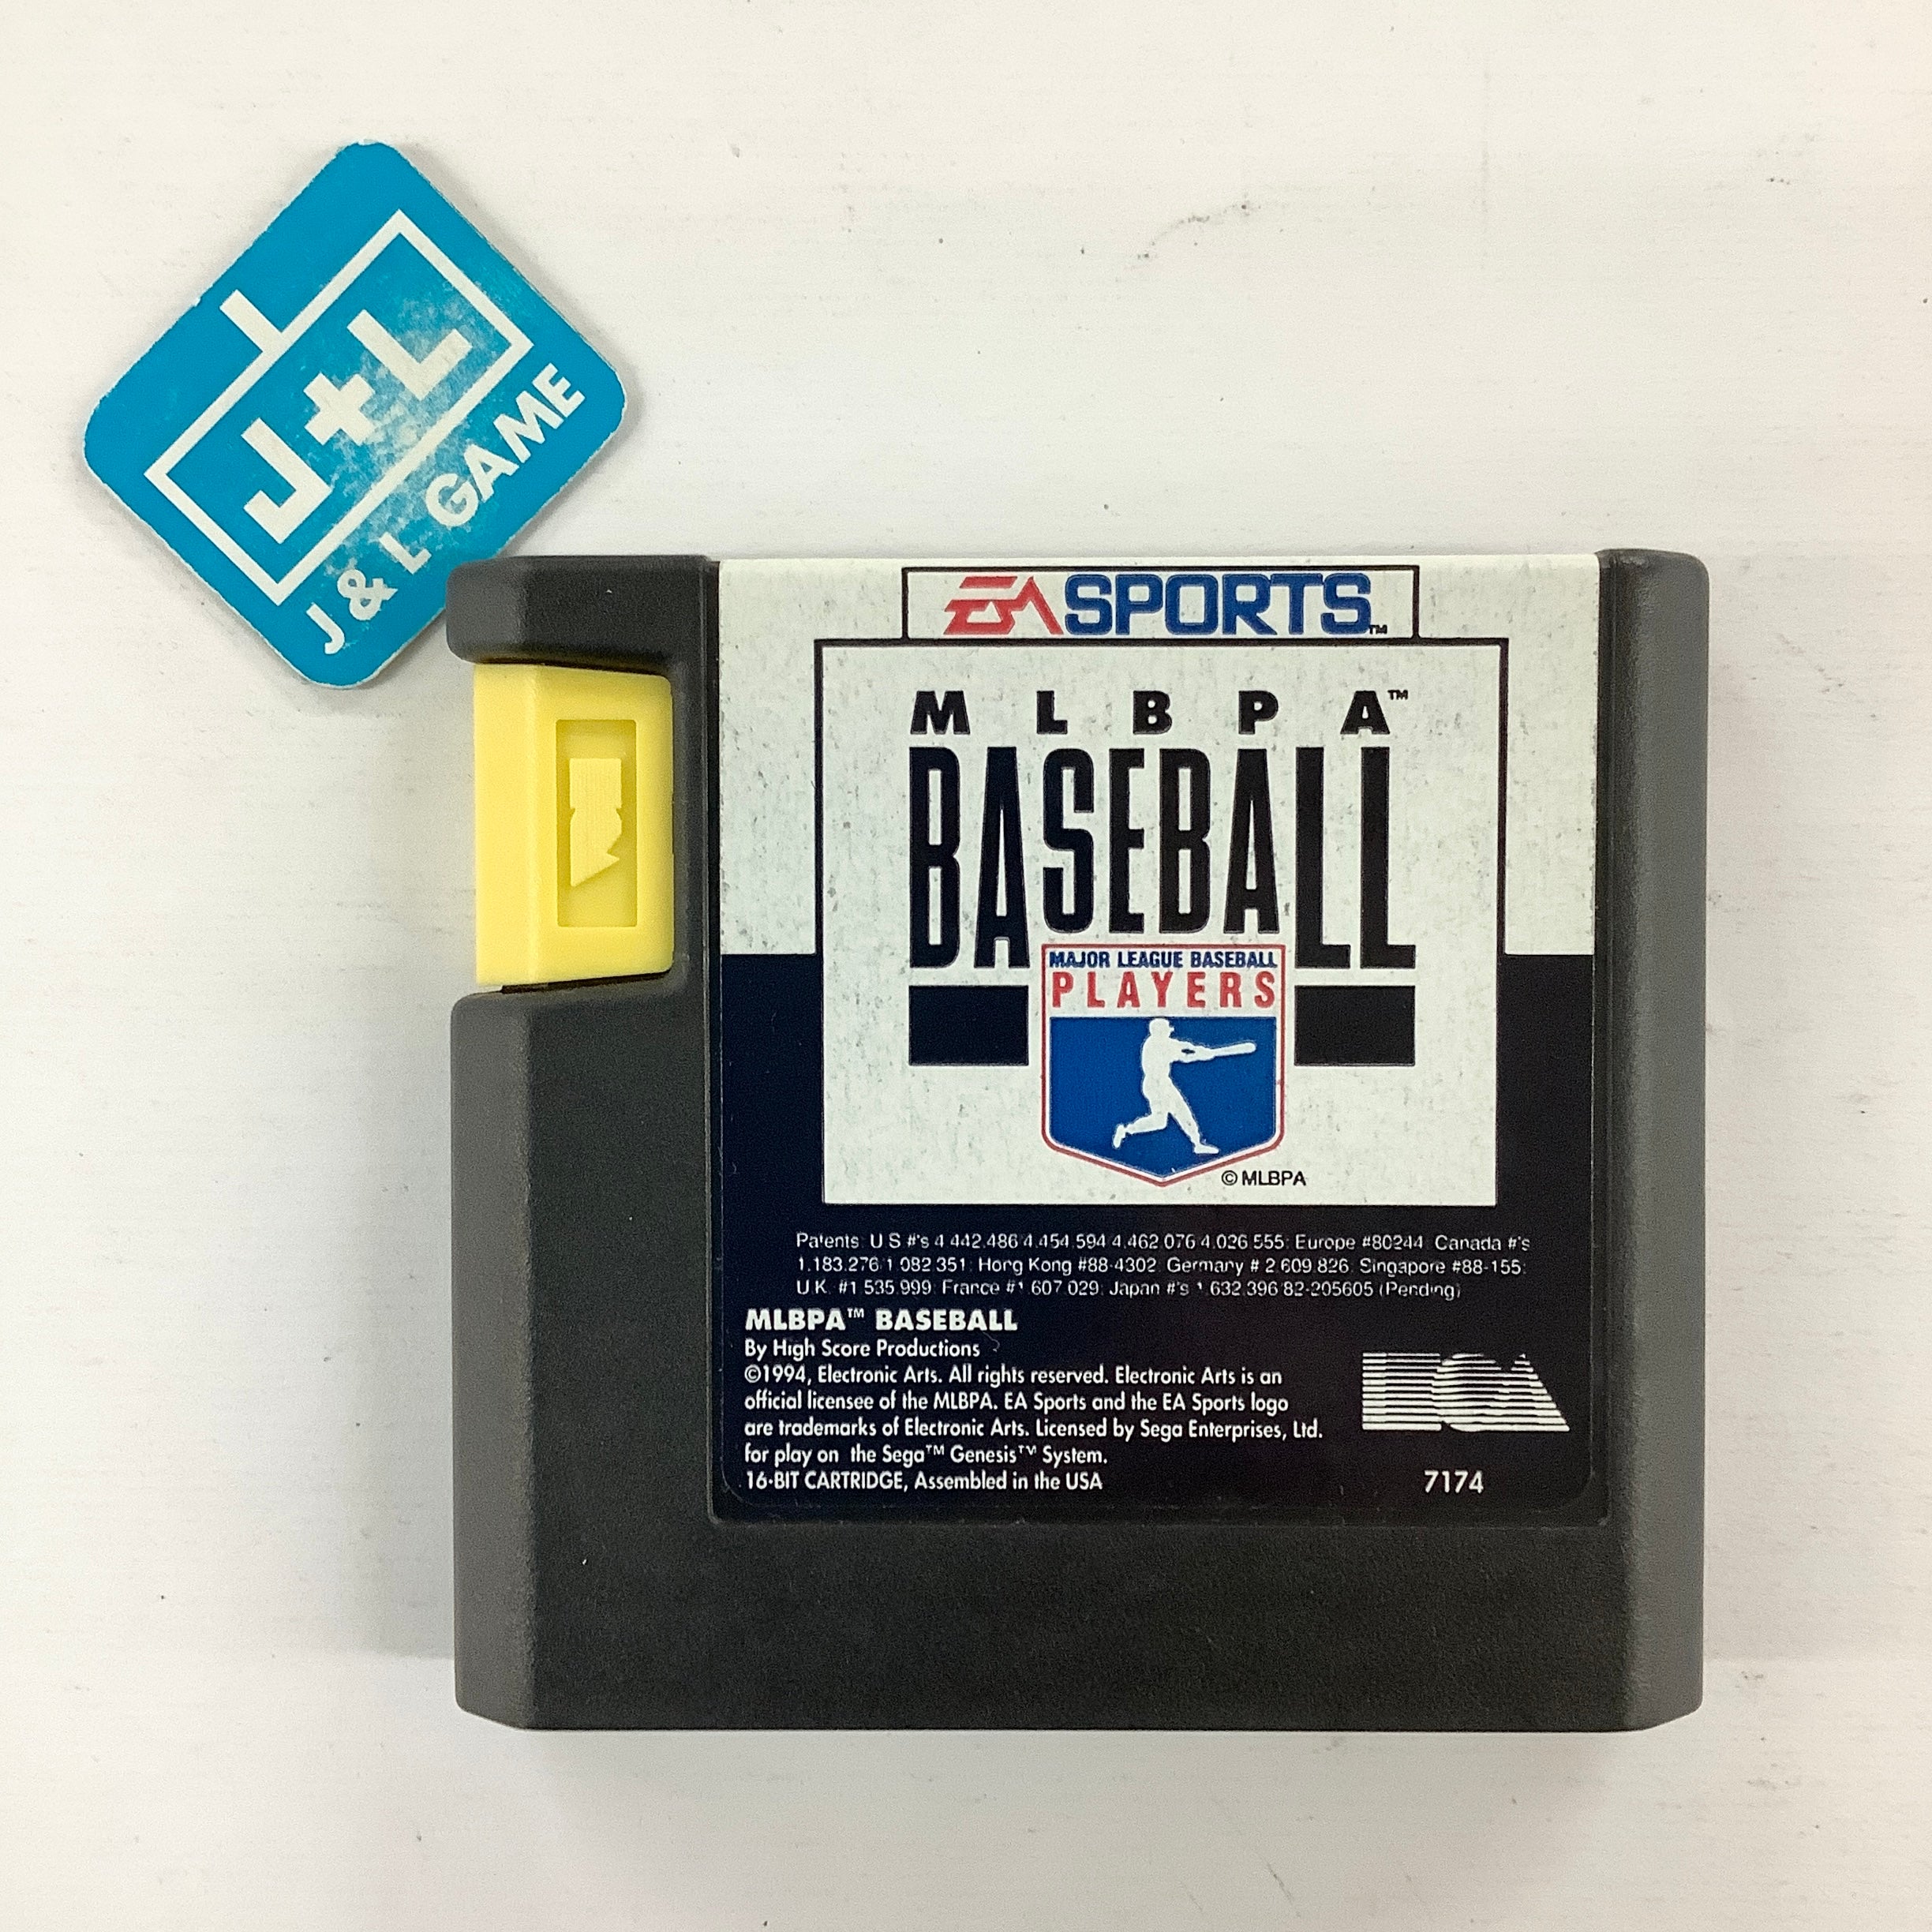 J+L
J & L GAME
EA SPORTS™
MLBPA™
BASEBALL
MAJOR LEAGUE BASEBALL
PLAYERS
© MLBPA
Patents: U S #'s 4.442.486/4.454.594/4.462.076/4.026.555: Europe #80244: Canada #'s
1.183.276/1.082.351: Hong Kong #88-4302: Germany # 2.609.826: Singapore #88-155:
U.K. #1.535.999: France #1.607.029: Japan #'s 1.632.396/82-205605 (Pending)
MLBPA™ BASEBALL
By High Score Productions
©1994, Electronic Arts. All rights reserved. Electronic Arts is an
official licensee of the MLBPA. EA Sports and the EA Sports logo
are trademarks of Electronic Arts. Licensed by Sega Enterprises, Ltd.
for play on the Sega™ Genesis™ System.
16-BIT CARTRIDGE, Assembled in the USA
7174